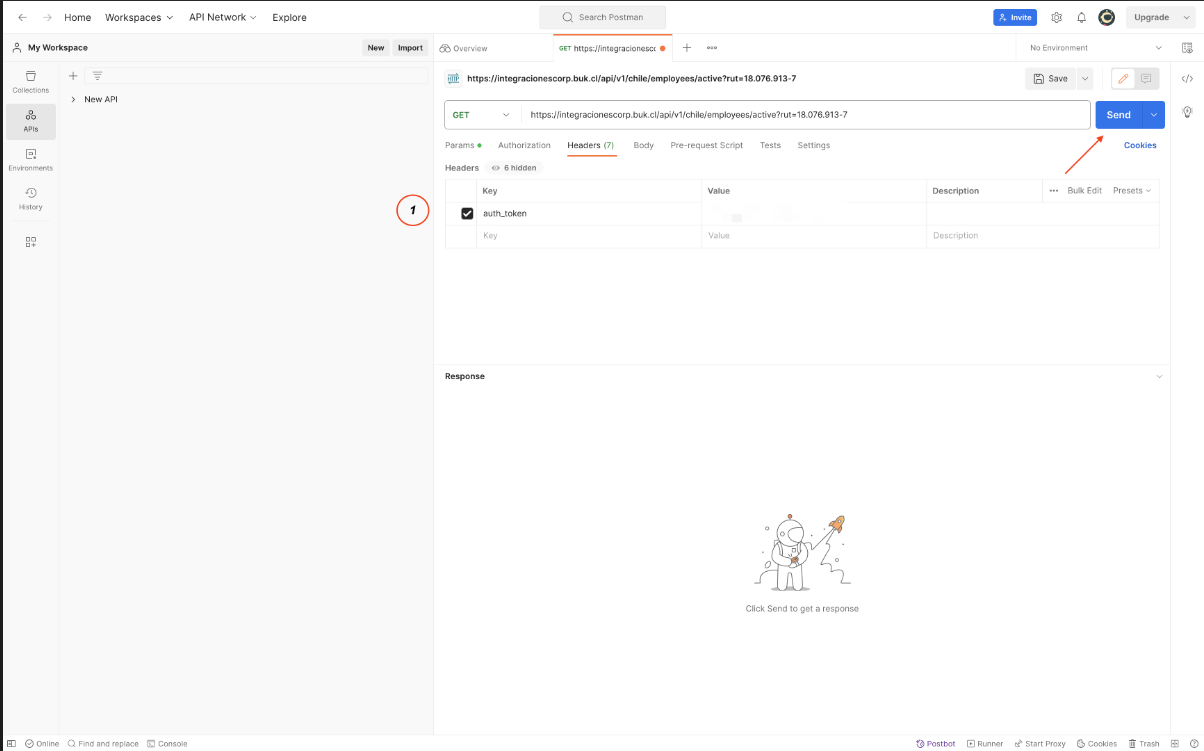 Home Workspaces API Network Explore Search Postman Invite Upgrade
My Workspace New Import Overview GET https://integracionesco No Environment
Collections
APIs
Environments
History
New API
https://integracionescorp.buk.cl/api/v1/chile/employees/active?rut=18.076.913-7 Save
GET https://integracionescorp.buk.cl/api/v1/chile/employees/active?rut=18.076.913-7 Send
Params Authorization Headers (7) Body Pre-request Script Tests Settings Cookies
Headers 6 hidden
Key Value Description Bulk Edit Presets
1 auth_token
Key Value Description
Response
Click Send to get a response
Online Find and replace Console Postbot Runner Start Proxy Cookies Trash